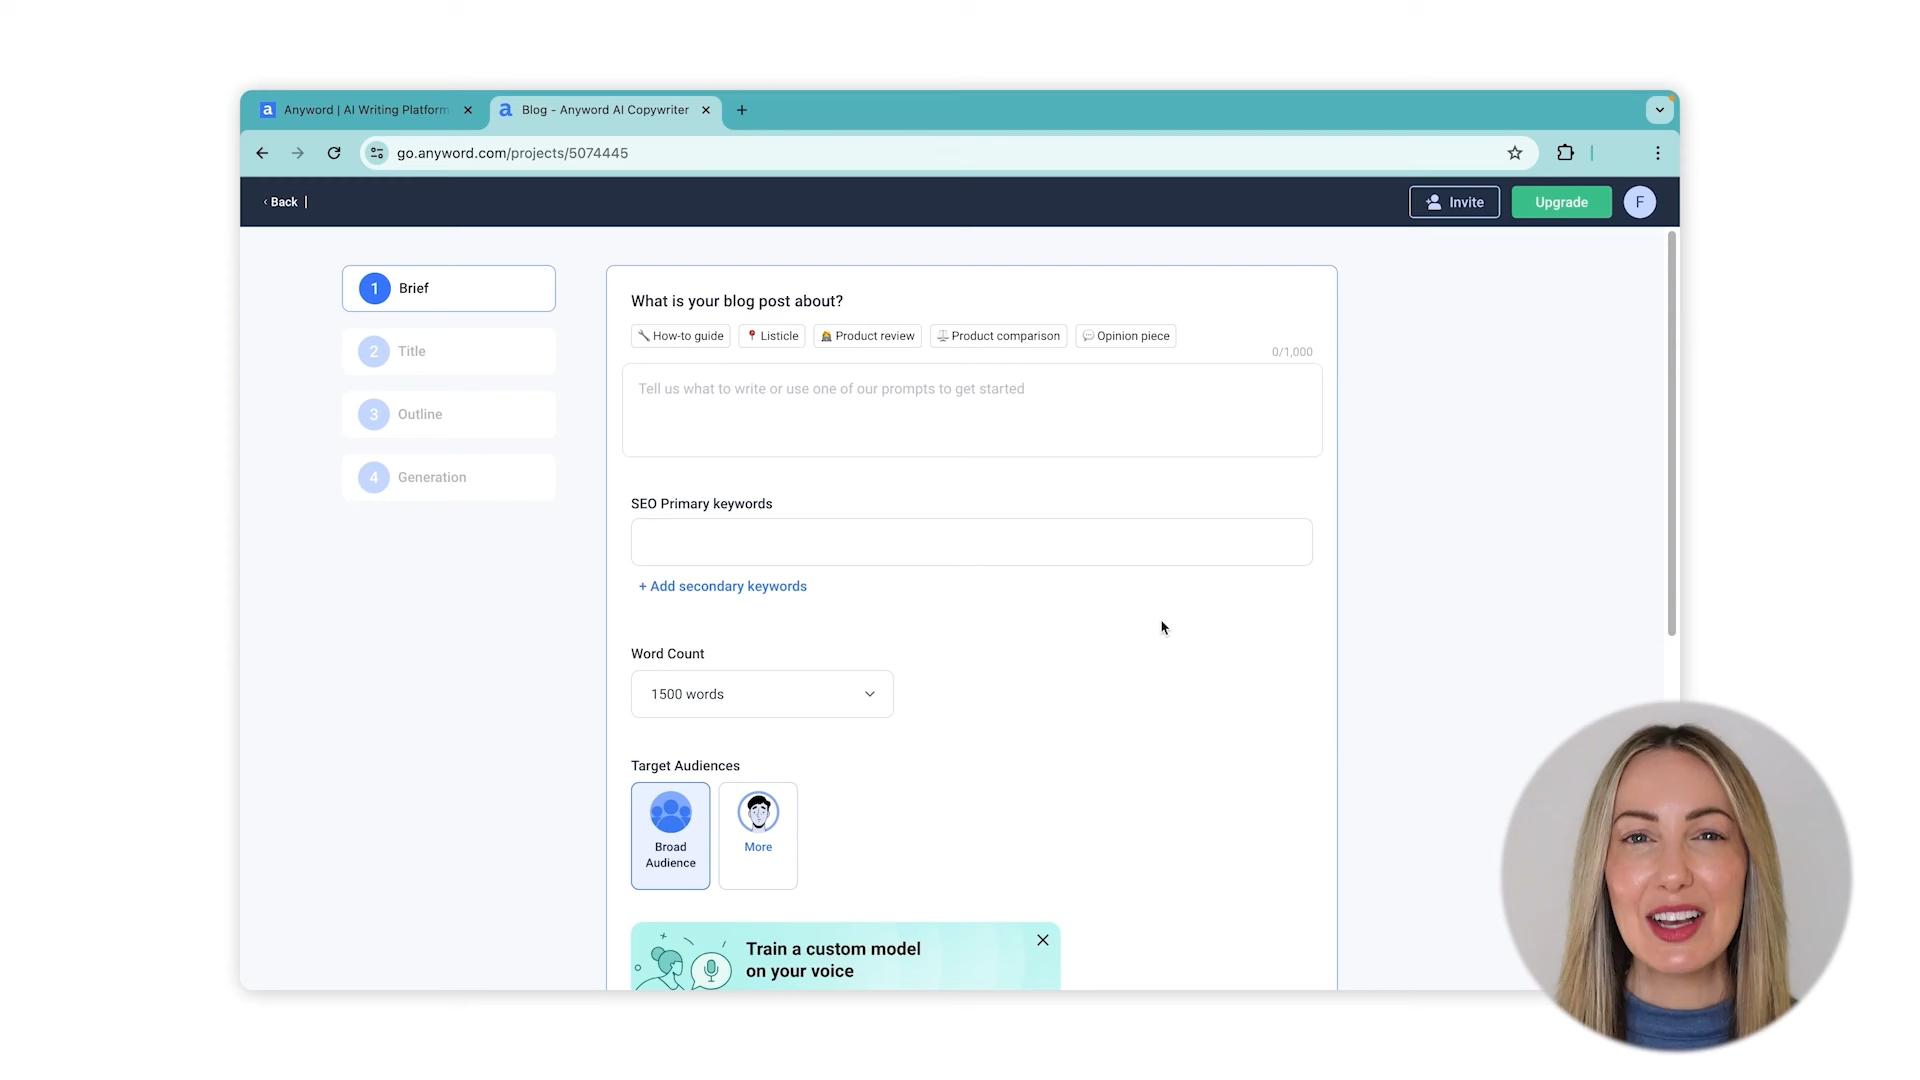 Anyword | AI Writing Platform
Blog - Anyword AI Copywriter
go.anyword.com/projects/5074445
Back |
Invite
Upgrade
F
1 Brief
2 Title
3 Outline
4 Generation
What is your blog post about?
How-to guide
Listicle
Product review
Product comparison
Opinion piece
0/1,000
Tell us what to write or use one of our prompts to get started
SEO Primary keywords
+ Add secondary keywords
Word Count
1500 words
Target Audiences
Broad
Audience
More
Train a custom model
on your voice